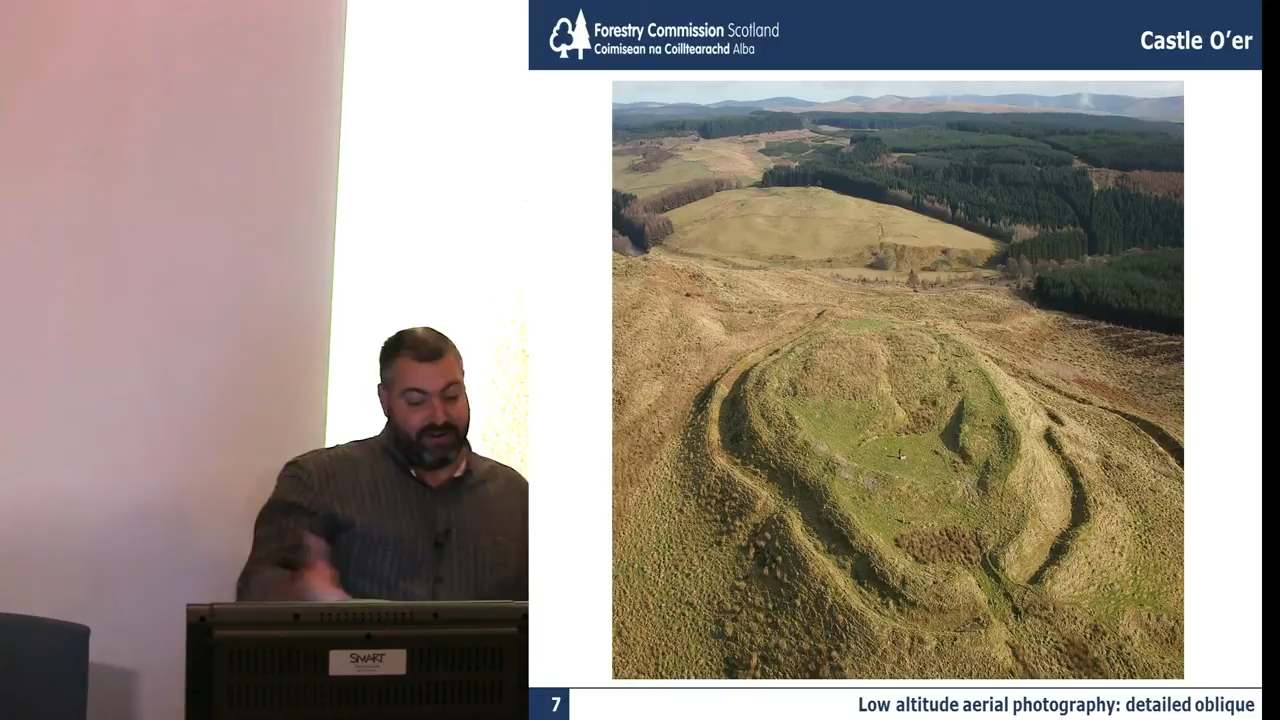 Forestry Commission Scotland
Coimisean na Coilltearachd Alba
Castle O'er
SMART
7
Low altitude aerial photography: detailed oblique